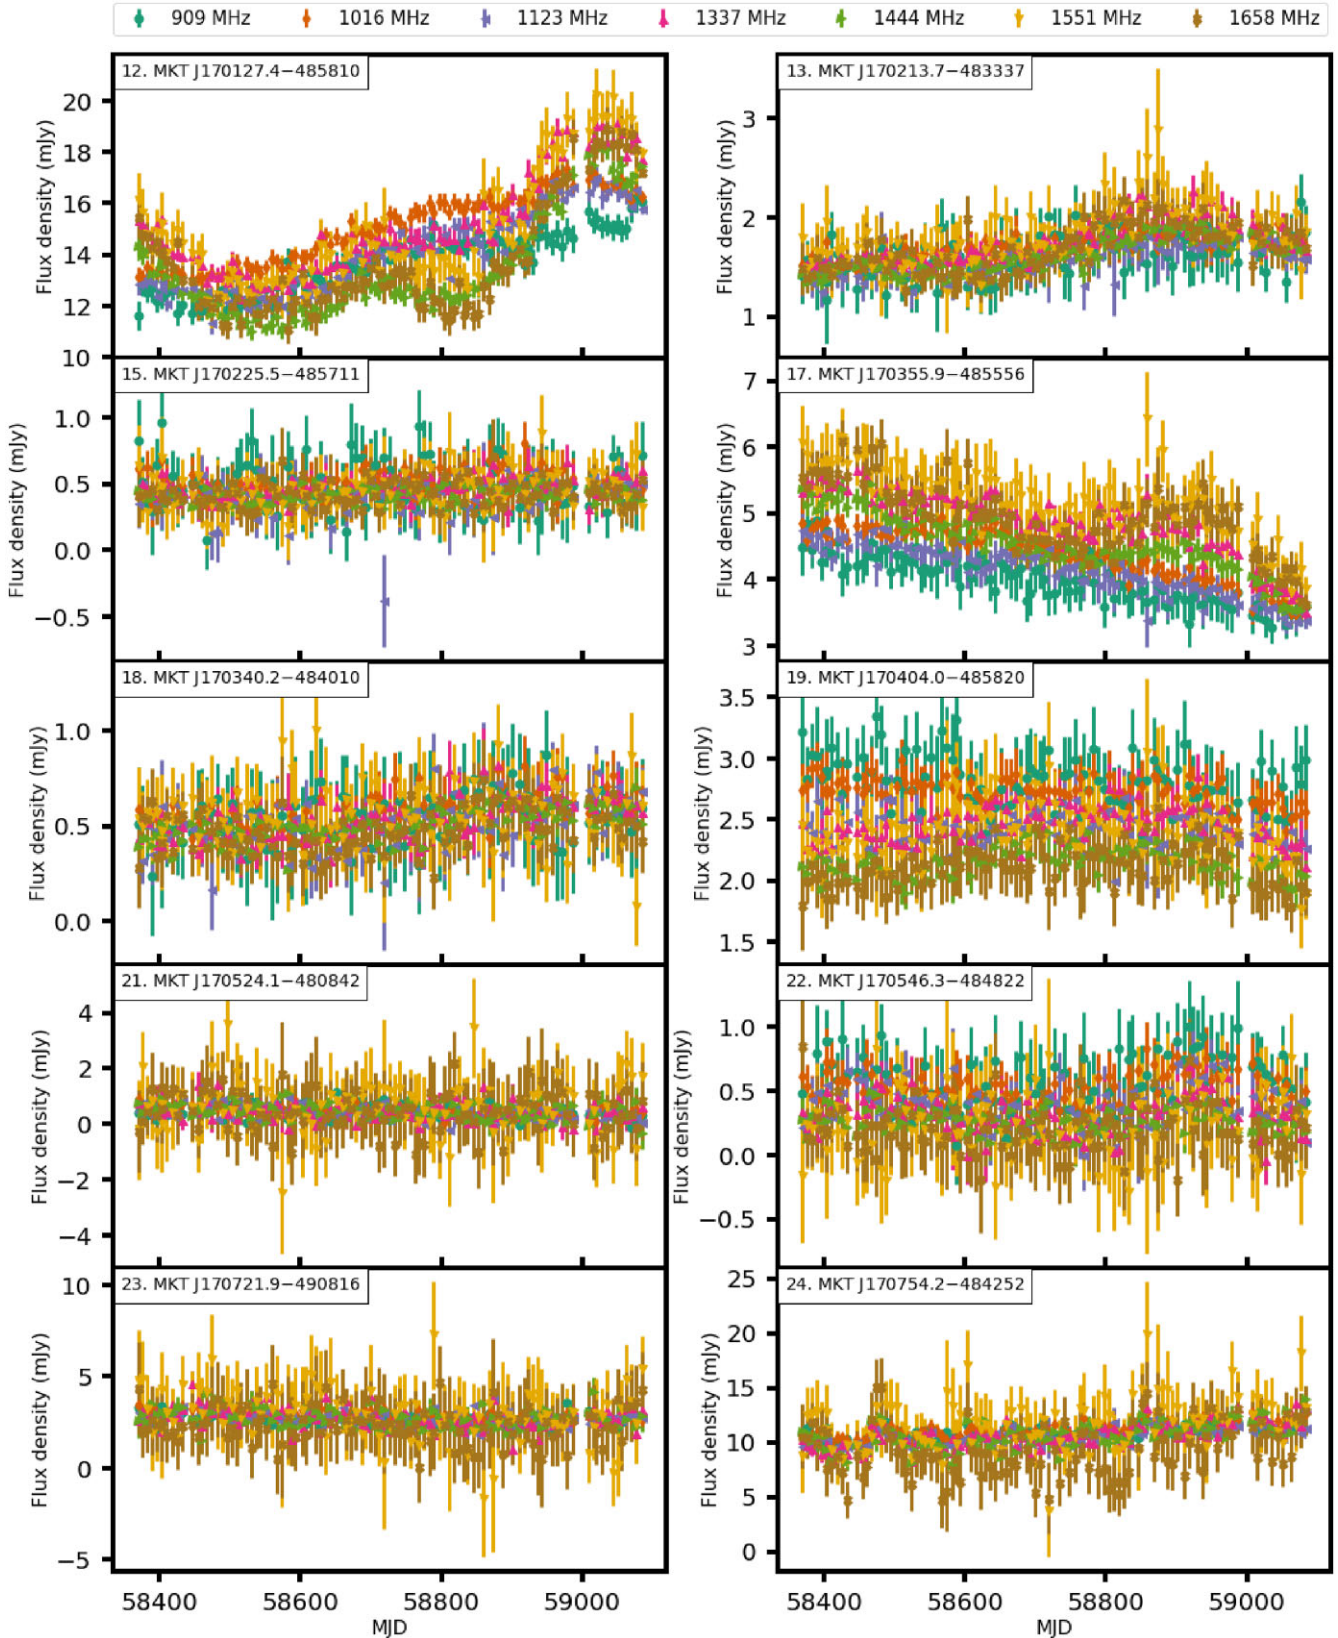 909 MHz 1016 MHz 1123 MHz 1337 MHz 1444 MHz 1551 MHz 1658 MHz
12. MKT J170127.4−485810
Flux density (mJy)
20
18
16
14
12
10
13. MKT J170213.7−483337
Flux density (mJy)
3
2
1
15. MKT J170225.5−485711
Flux density (mJy)
1.0
0.5
0.0
−0.5
17. MKT J170355.9−485556
Flux density (mJy)
7
6
5
4
3
18. MKT J170340.2−484010
Flux density (mJy)
1.0
0.5
0.0
19. MKT J170404.0−485820
Flux density (mJy)
3.5
3.0
2.5
2.0
1.5
21. MKT J170524.1−480842
Flux density (mJy)
4
2
0
−2
−4
22. MKT J170546.3−484822
Flux density (mJy)
1.0
0.5
0.0
−0.5
23. MKT J170721.9−490816
Flux density (mJy)
10
5
0
−5
58400 58600 58800 59000
MJD
24. MKT J170754.2−484252
Flux density (mJy)
25
20
15
10
5
0
58400 58600 58800 59000
MJD